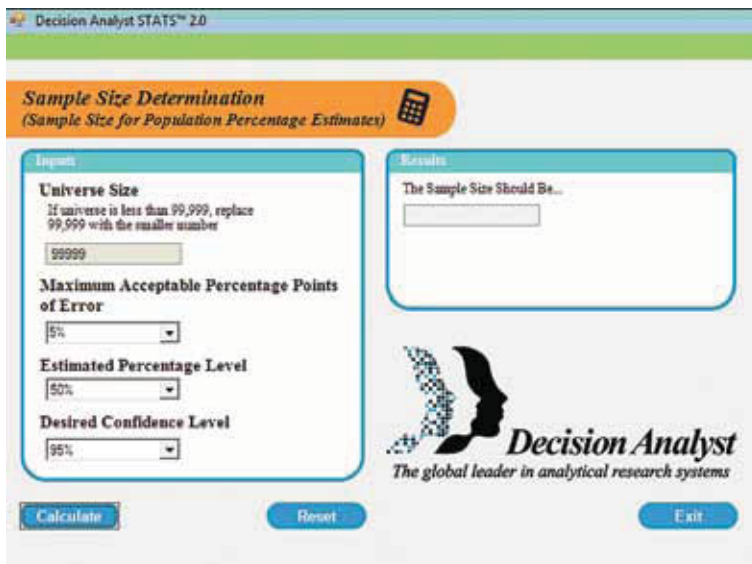 Decision Analyst STATS™ 2.0
Sample Size Determination
(Sample Size for Population Percentage Estimates)
Inputs
Universe Size
If universe is less than 99,999, replace
99,999 with the smaller number
99999
Maximum Acceptable Percentage Points
of Error
5%
Estimated Percentage Level
50%
Desired Confidence Level
95%
Results
The Sample Size Should Be...
Decision Analyst
The global leader in analytical research systems
Calculate
Reset
Exit